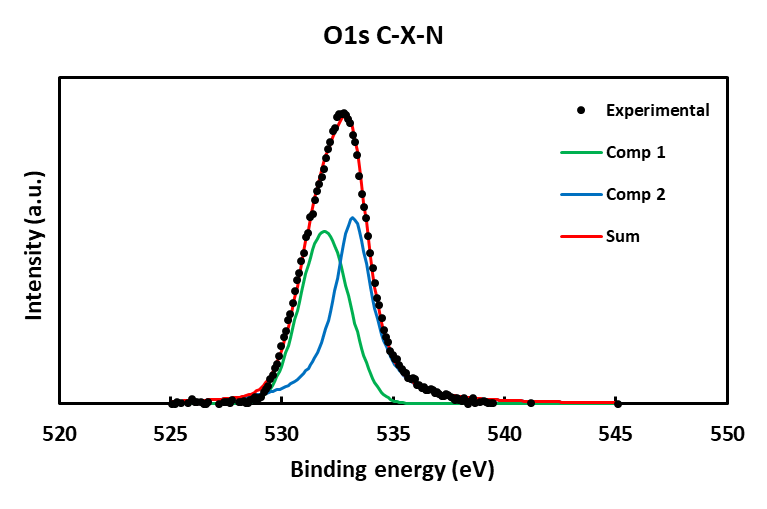 O1s C-X-N
Experimental
Comp 1
Comp 2
Sum
Intensity (a.u.)
520 525 530 535 540 545 550
Binding energy (eV)